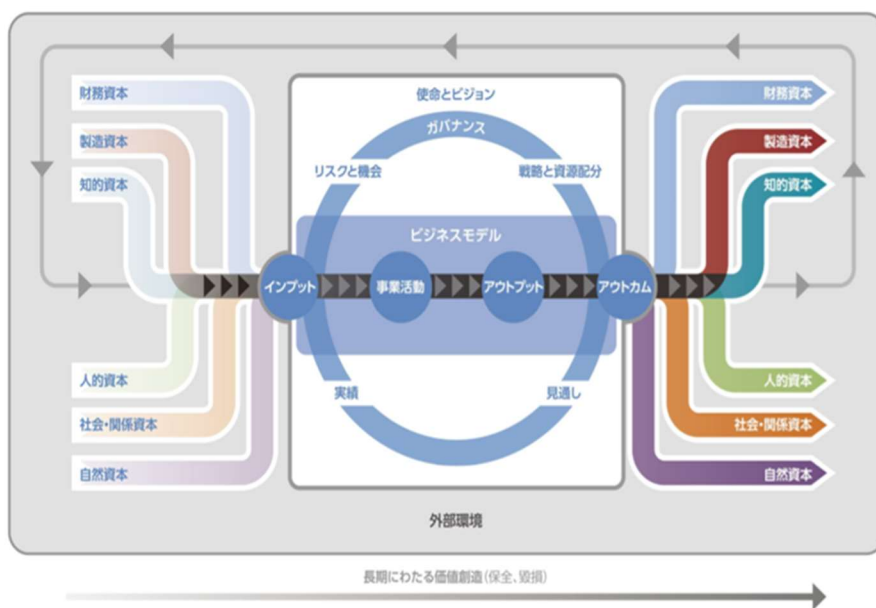 財務資本
製造資本
知的資本
人的資本
社会・関係資本
自然資本
使命とビジョン
ガバナンス
リスクと機会
戦略と資源配分
ビジネスモデル
インプット
事業活動
アウトプット
アウトカム
実績
見通し
財務資本
製造資本
知的資本
人的資本
社会・関係資本
自然資本
外部環境
長期にわたる価値創造(保全、毀損)